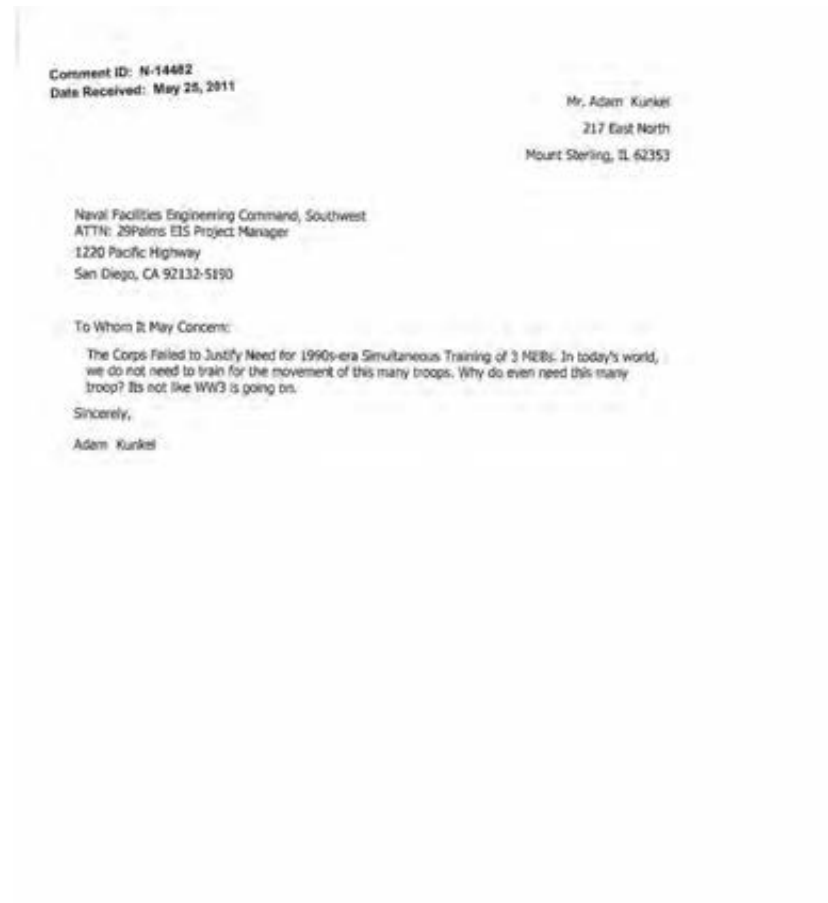 Comment ID: N-14482
Date Received: May 25, 2011
Mr. Adam Kunkel
217 East North
Mount Sterling, IL 62353
Naval Facilities Engineering Command, Southwest
ATTN: 29Palms EIS Project Manager
1220 Pacific Highway
San Diego, CA 92132-5190
To Whom It May Concern:
The Corps Failed to Justify Need for 1990s-era Simultaneous Training of 3 MEBs. In today's world,
we do not need to train for the movement of this many troops. Why do even need this many
troop? Its not like WW3 is going on.
Sincerely,
Adam Kunkel